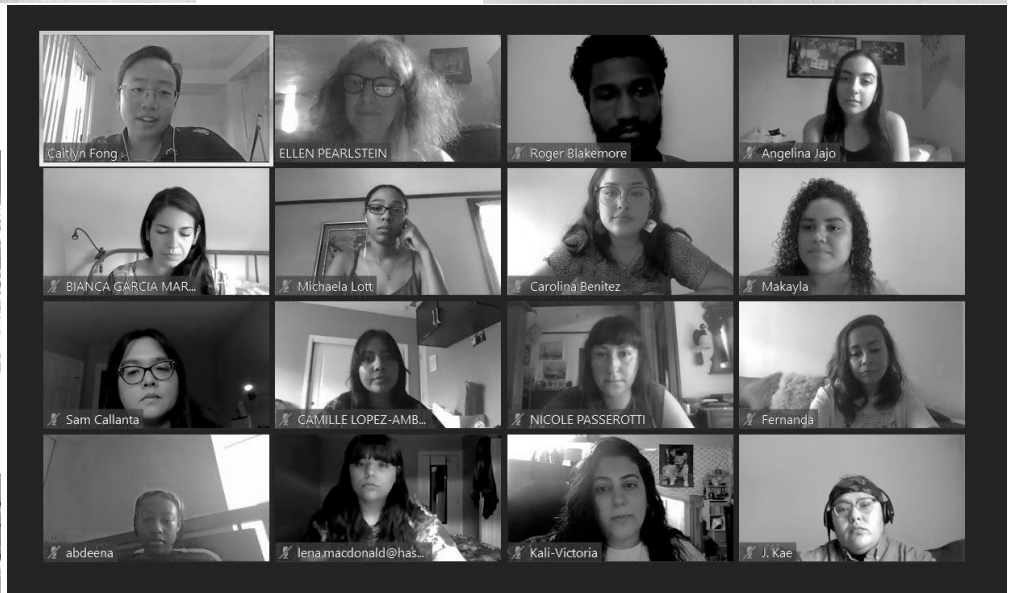 Caitlyn Fong
ELLEN PEARLSTEIN
Roger Blakemore
Angelina Jajo
BIANCA GARCIA MAR...
Michaela Lott
Carolina Benitez
Makayla
Sam Callanta
CAMILLE LOPEZ-AMB...
NICOLE PASSEROTTI
Fernanda
abdeena
lena.macdonald@has...
Kali-Victoria
J. Kae